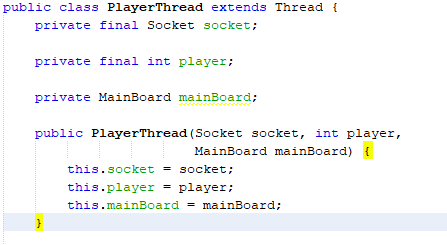 public class PlayerThread extends Thread {
private final Socket socket;
private final int player;
private MainBoard mainBoard;
public PlayerThread(Socket socket, int player,
MainBoard mainBoard) {
this.socket = socket;
this.player = player;
this.mainBoard = mainBoard;
}